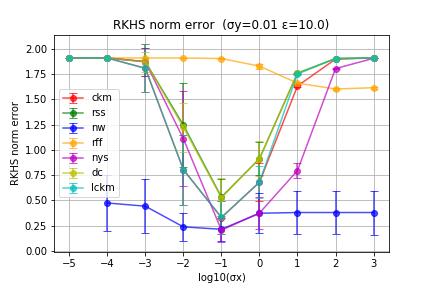 RKHS norm error  (σy=0.01 ε=10.0)
RKHS norm error
2.00
1.75
1.50
1.25
1.00
0.75
0.50
0.25
0.00
ckm
rss
nw
rff
nys
dc
lckm
−5 −4 −3 −2 −1 0 1 2 3
log10(σx)